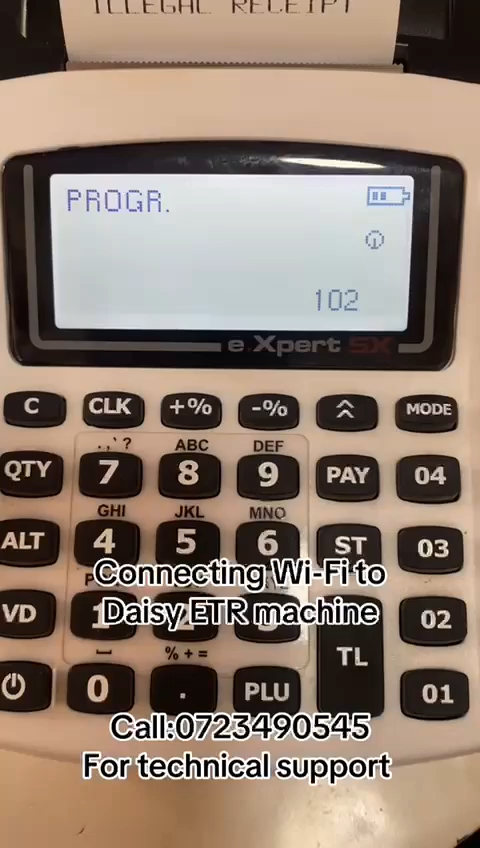 ILLEGAL RECEIPT
PROGR.
102
e.Xpert SX
C CLK +% -% MODE
. , ' ? ABC DEF
QTY 7 8 9 PAY 04
GHI JKL MNO
ALT 4 5 6 ST 03
Connecting Wi-Fi to
Daisy ETR machine
VD 02
TL
% + =
0 . PLU 01
Call:0723490545
For technical support